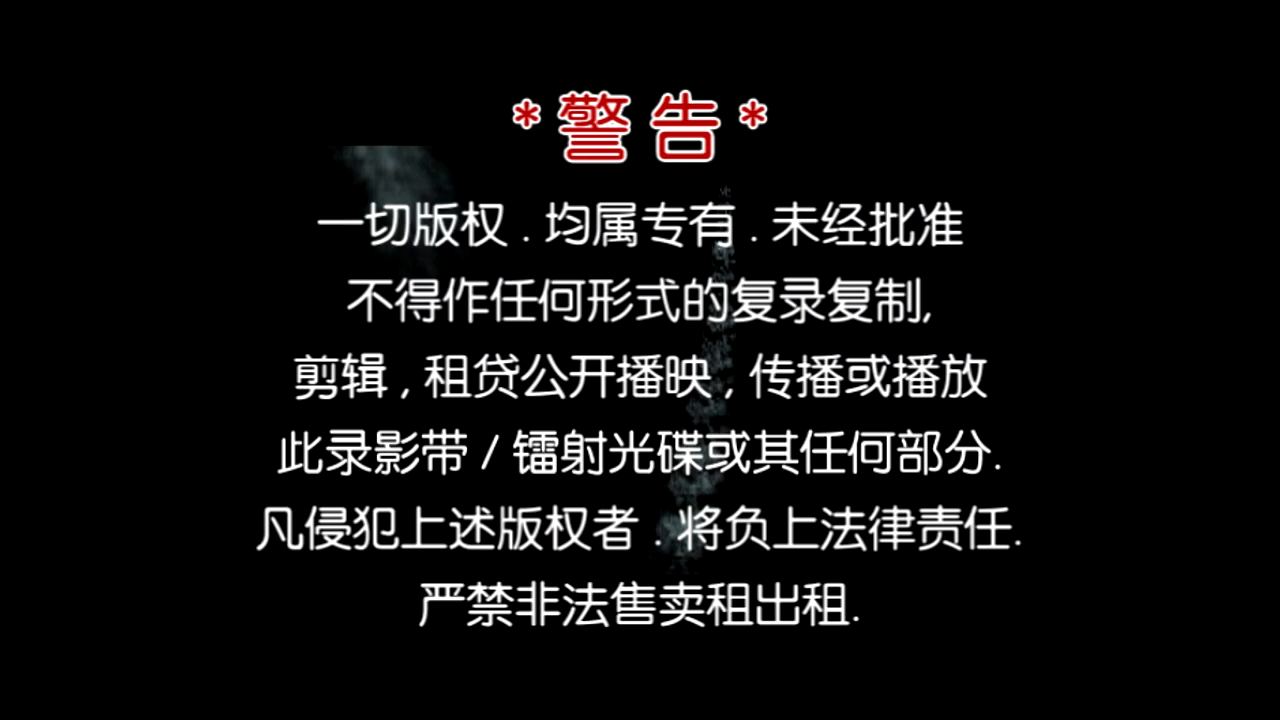 *警告*
一切版权 . 均属专有 . 未经批准
不得作任何形式的复录复制,
剪辑 , 租贷公开播映 , 传播或播放
此录影带 / 镭射光碟或其任何部分.
凡侵犯上述版权者 . 将负上法律责任.
严禁非法售卖租出租.